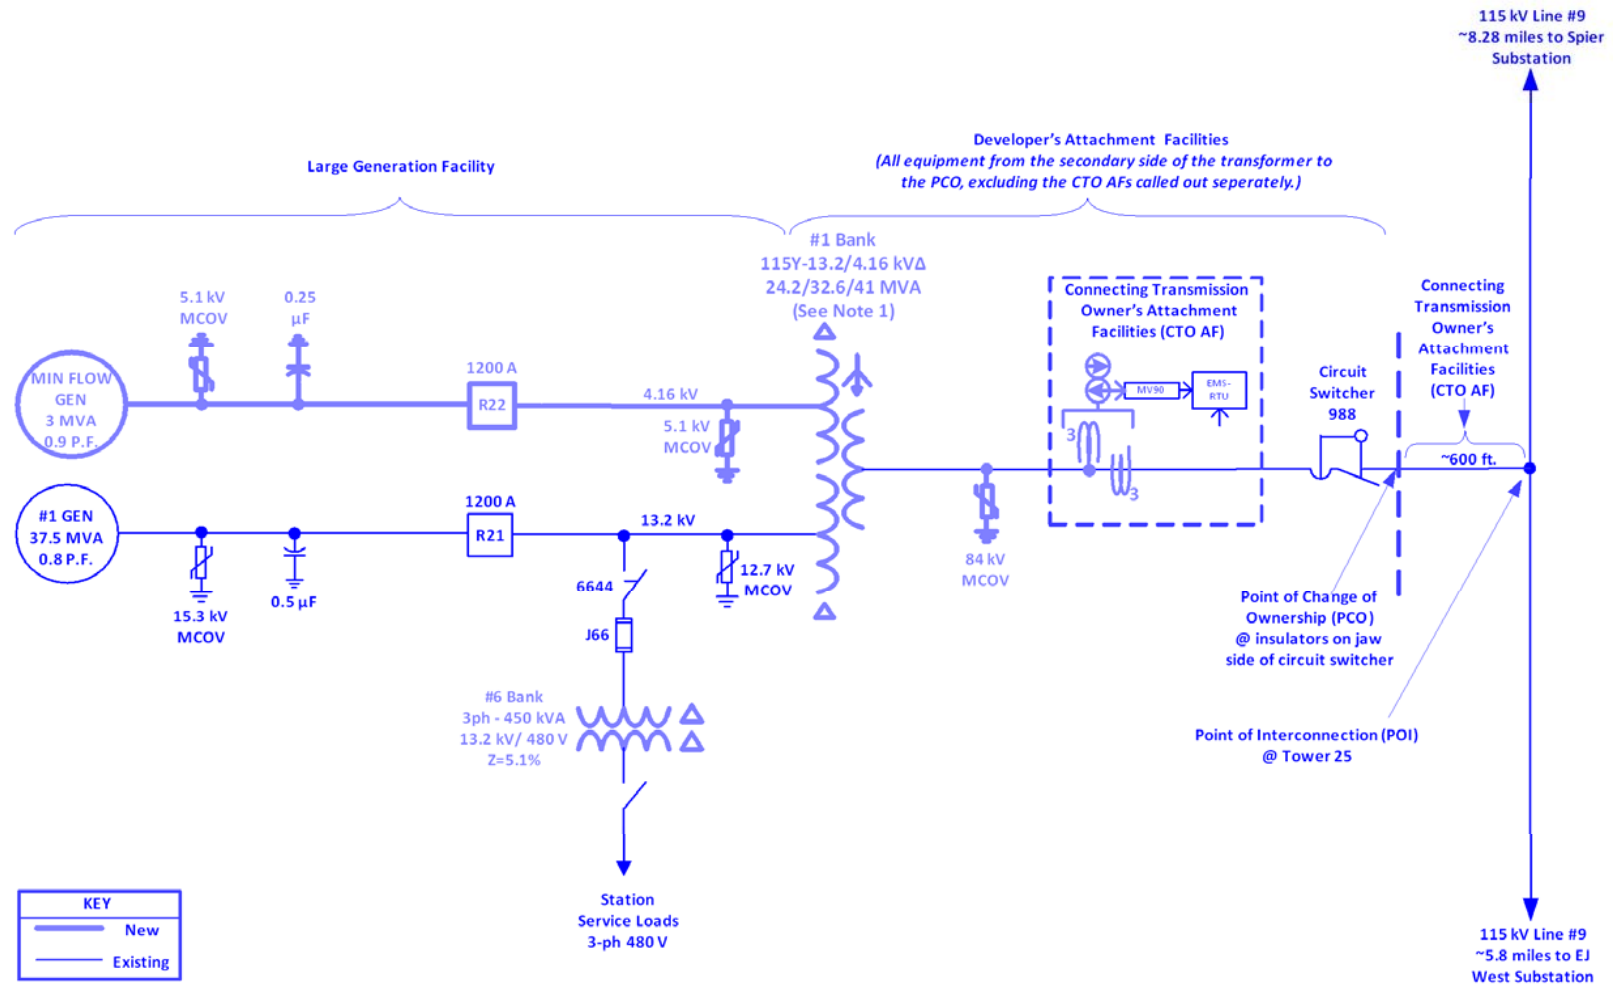 115 kV Line #9
~8.28 miles to Spier
Substation
Developer's Attachment Facilities
(All equipment from the secondary side of the transformer to
the PCO, excluding the CTO AFs called out seperately.)
Large Generation Facility
#1 Bank
115Y-13.2/4.16 kVΔ
24.2/32.6/41 MVA
(See Note 1)
Connecting Transmission
Owner's Attachment
Facilities (CTO AF)
Connecting
Transmission
Owner's
Attachment
Facilities
(CTO AF)
5.1 kV
MCOV
0.25
µF
MIN FLOW
GEN
3 MVA
0.9 P.F.
1200 A
R22
4.16 kV
5.1 kV
MCOV
MV90
EMS-
RTU
3
3
Circuit
Switcher
988
~600 ft.
#1 GEN
37.5 MVA
0.8 P.F.
1200 A
R21
13.2 kV
15.3 kV
MCOV
0.5 µF
6644
12.7 kV
MCOV
84 kV
MCOV
J66
Point of Change of
Ownership (PCO)
@ insulators on jaw
side of circuit switcher
#6 Bank
3ph - 450 kVA
13.2 kV/ 480 V
Z=5.1%
Point of Interconnection (POI)
@ Tower 25
Station
Service Loads
3-ph 480 V
KEY
New
Existing
115 kV Line #9
~5.8 miles to EJ
West Substation